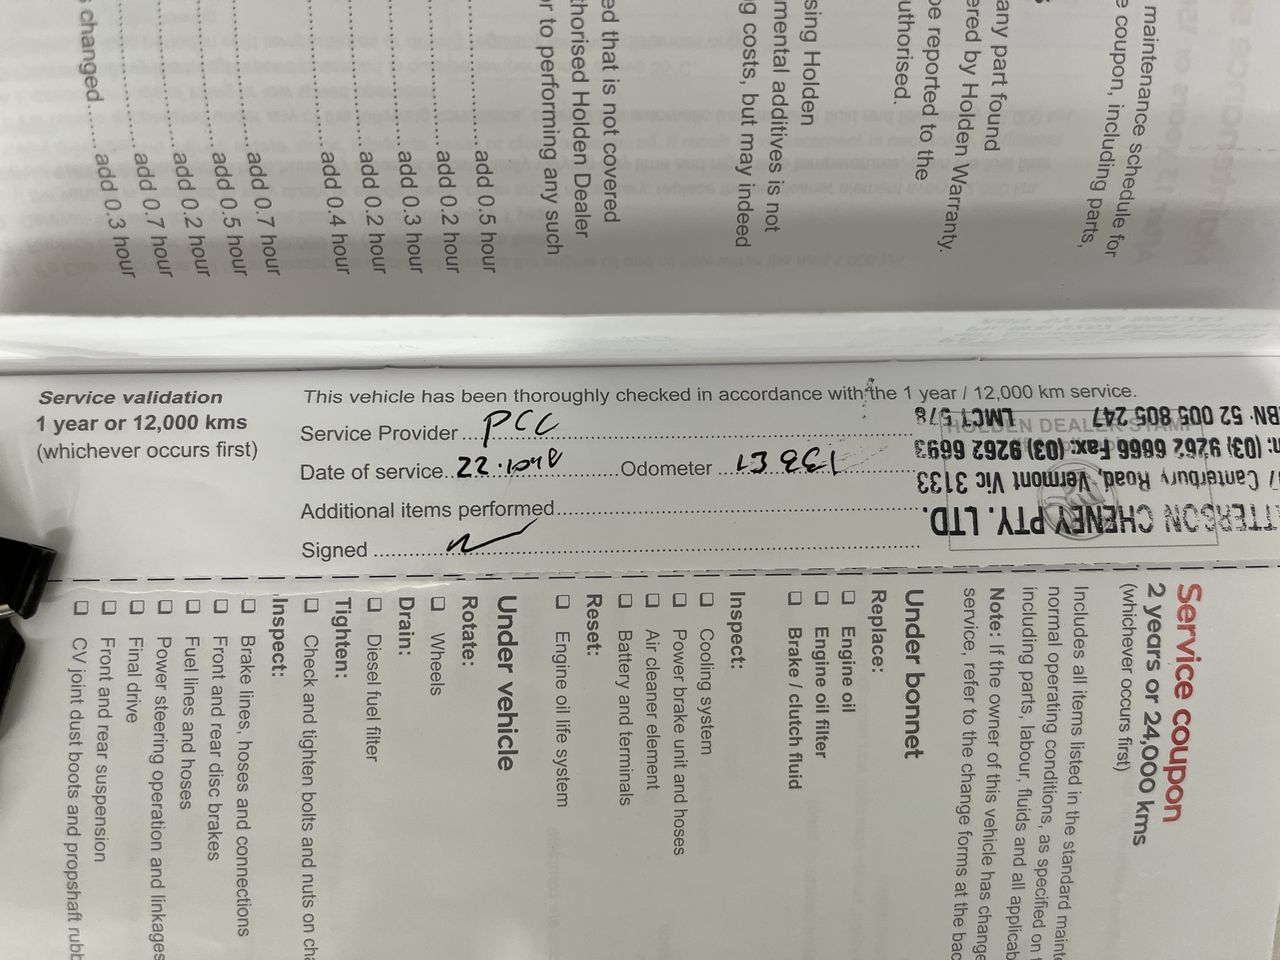 changed ...... add 0.3 hour
add 0.7 hour
add 0.2 hour
add 0.5 hour
add 0.7 hour
add 0.4 hour
add 0.2 hour
add 0.3 hour
add 0.2 hour
add 0.5 hour
ed that is not covered
thorised Holden Dealer
or to performing any such
sing Holden
mental additives is not
g costs, but may indeed
any part found
ered by Holden Warranty.
be reported to the
uthorised.
maintenance schedule for
e coupon, including parts,
Service validation
1 year or 12,000 kms
(whichever occurs first)
This vehicle has been thoroughly checked in accordance with the 1 year / 12,000 km service.
Service Provider PCC
Date of service
Odometer
Additional items performed
Signed
HOLDEN DEALER STAMP
TTERSON CHENEY PTY. LTD.
Canterbury Road, Vermont Vic 3133
(03) 9262 6666 Fax: (03) 9262 6693
BN 52 005 805 247 LMCT 578
Service coupon
2 years or 24,000 kms
(whichever occurs first)
Includes all items listed in the standard maint
normal operating conditions, as specified on
including parts, labour, fluids and all applicab
Note: If the owner of this vehicle has change
service, refer to the change forms at the bac
Under bonnet
Replace:
Engine oil
Engine oil filter
Brake / clutch fluid
Inspect:
Cooling system
Power brake unit and hoses
Air cleaner element
Battery and terminals
Reset:
Engine oil life system
Under vehicle
Rotate:
Wheels
Drain:
Diesel fuel filter
Tighten:
Check and tighten bolts and nuts on cha
Inspect:
Brake lines, hoses and connections
Front and rear disc brakes
Fuel lines and hoses
Power steering operation and linkages
Final drive
Front and rear suspension
CV joint dust boots and propshaft rubb